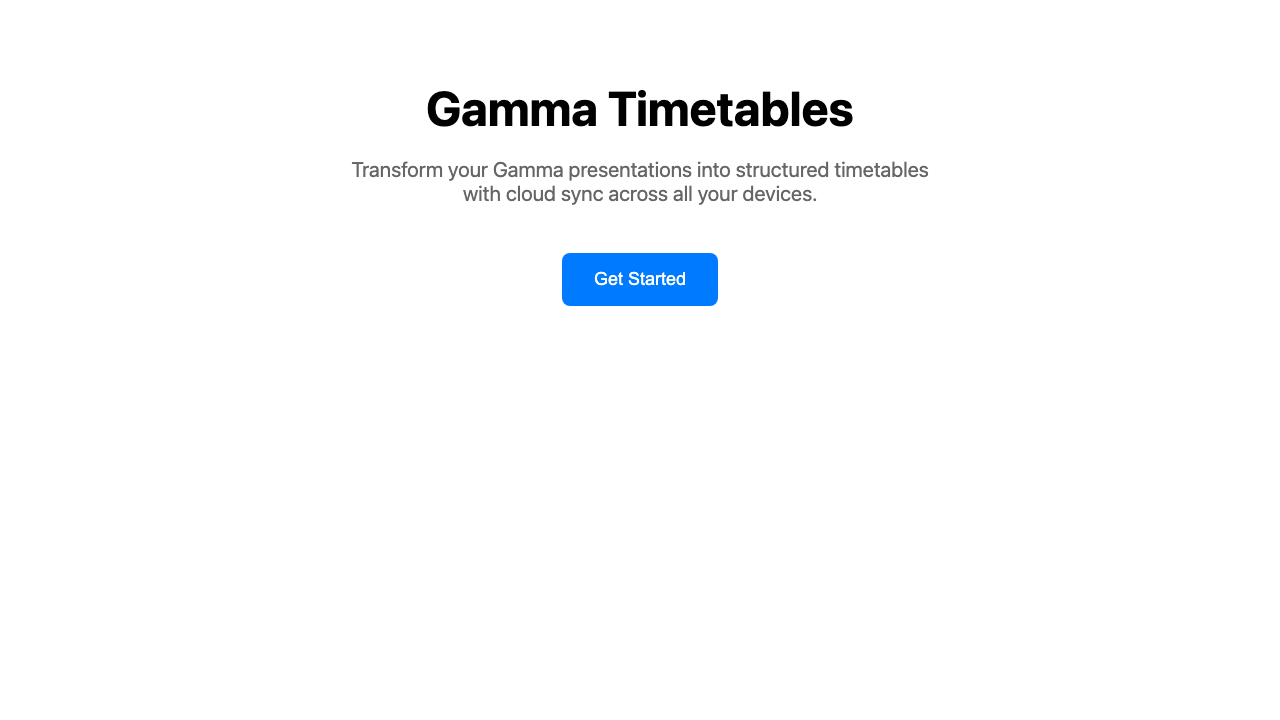 Gamma Timetables
Transform your Gamma presentations into structured timetables
with cloud sync across all your devices.
Get Started